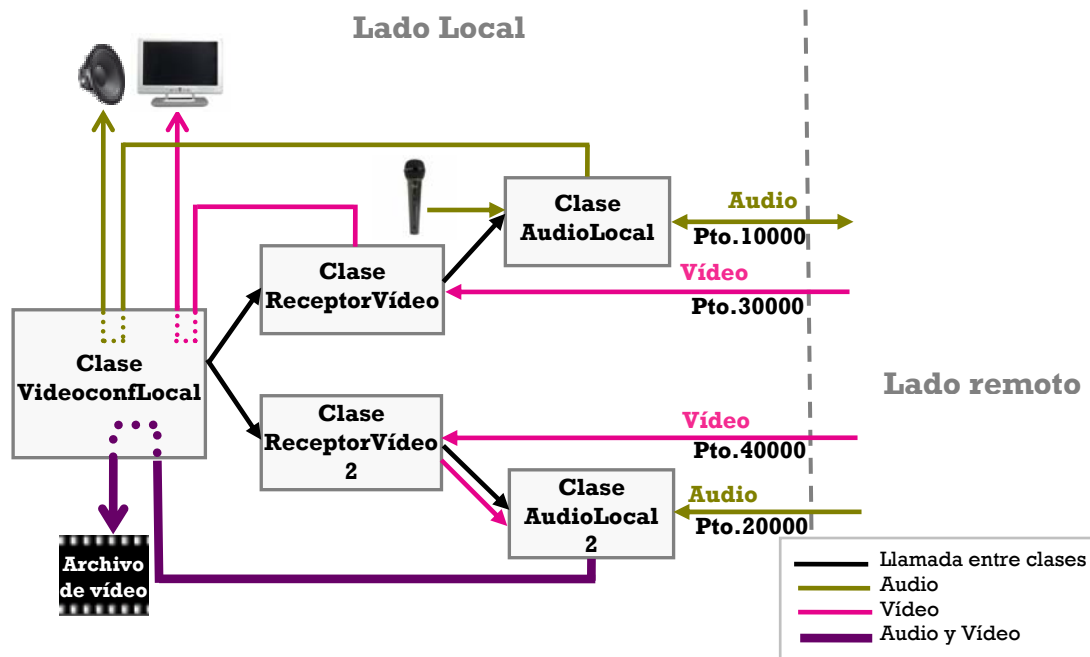 Lado Local
Clase
AudioLocal
Audio
Pto.10000
Clase
ReceptorVídeo
Vídeo
Pto.30000
Clase
VideoconfLocal
Lado remoto
Clase
ReceptorVídeo
2
Vídeo
Pto.40000
Clase
AudioLocal
2
Audio
Pto.20000
Archivo
de vídeo
Llamada entre clases
Audio
Vídeo
Audio y Vídeo